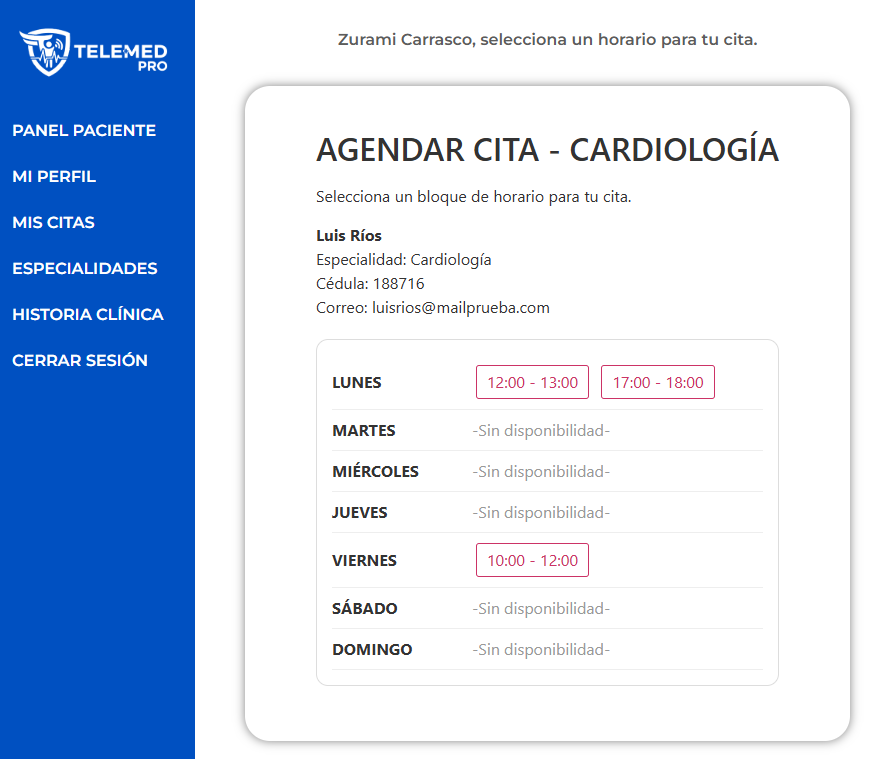 TELEMED
PRO
Zurami Carrasco, selecciona un horario para tu cita.
PANEL PACIENTE
MI PERFIL
MIS CITAS
ESPECIALIDADES
HISTORIA CLÍNICA
CERRAR SESIÓN
AGENDAR CITA - CARDIOLOGÍA
Selecciona un bloque de horario para tu cita.
Luis Ríos
Especialidad: Cardiología
Cédula: 188716
Correo: luisrios@mailprueba.com
LUNES 12:00 - 13:00 17:00 - 18:00
MARTES -Sin disponibilidad-
MIÉRCOLES -Sin disponibilidad-
JUEVES -Sin disponibilidad-
VIERNES 10:00 - 12:00
SÁBADO -Sin disponibilidad-
DOMINGO -Sin disponibilidad-